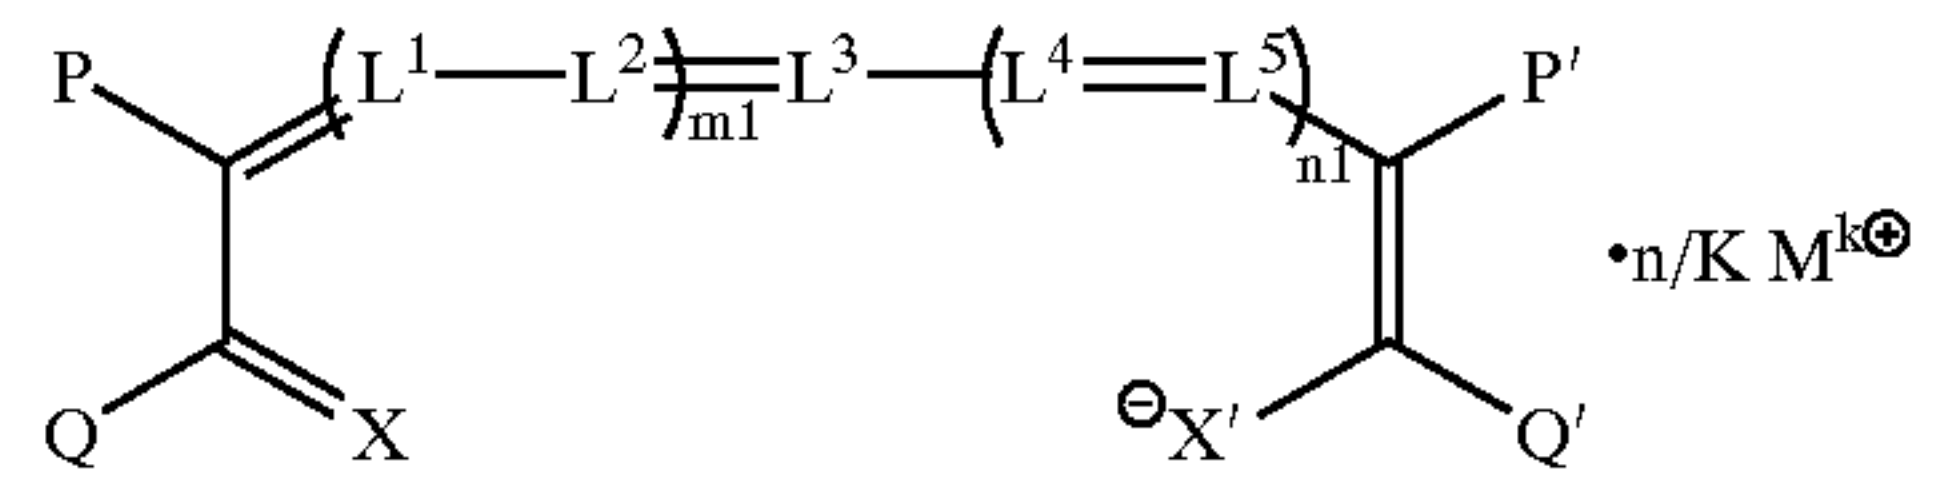 P (L¹—L²)m1=L³—(L⁴=L⁵)n1 P′
•n/K Mᵏ⊕
Q X ⊖X′ Q′